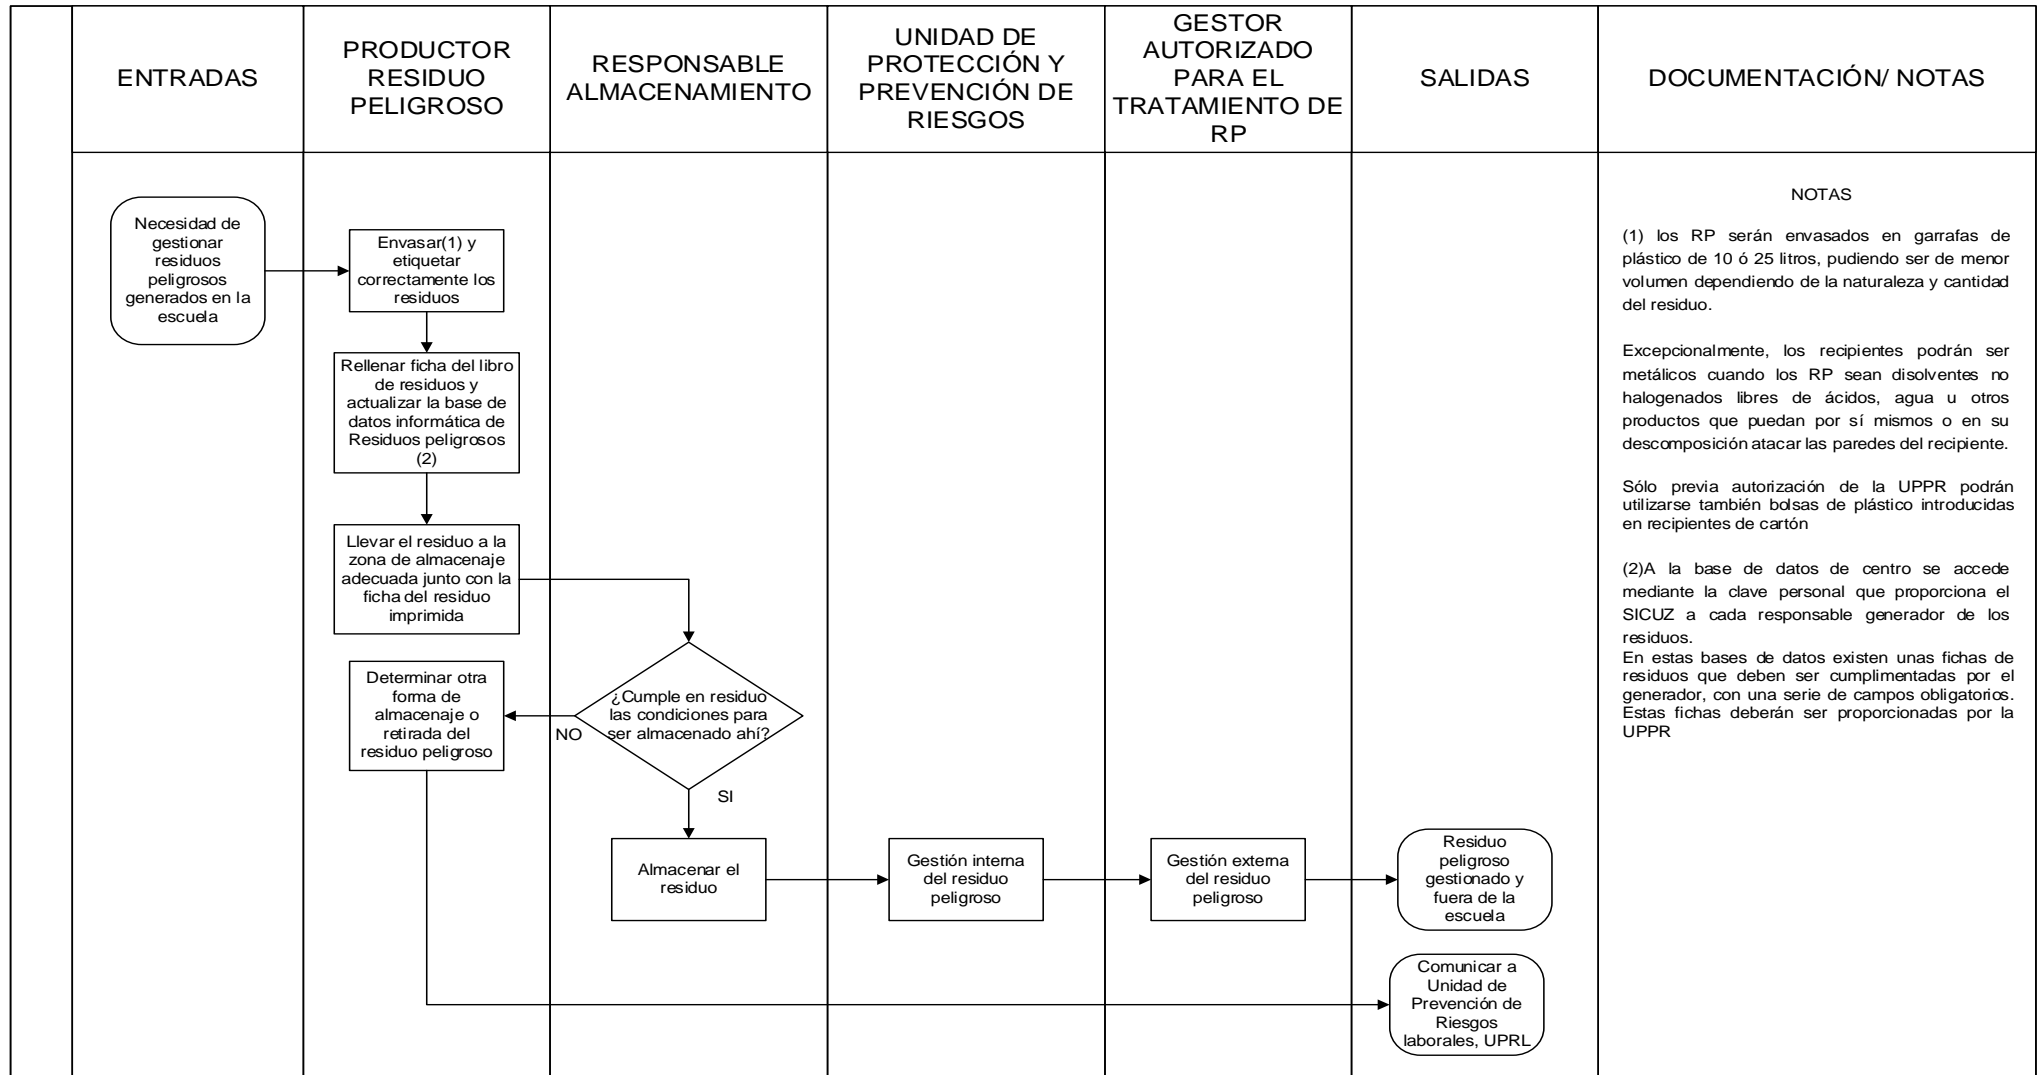 ENTRADAS
PRODUCTOR
RESIDUO
PELIGROSO
RESPONSABLE
ALMACENAMIENTO
UNIDAD DE
PROTECCIÓN Y
PREVENCIÓN DE
RIESGOS
GESTOR
AUTORIZADO
PARA EL
TRATAMIENTO DE
RP
SALIDAS
DOCUMENTACIÓN/ NOTAS
Necesidad de
gestionar
residuos
peligrosos
generados en la
escuela
Envasar(1) y
etiquetar
correctamente los
residuos
Rellenar ficha del libro
de residuos y
actualizar la base de
datos informática de
Residuos peligrosos
(2)
Llevar el residuo a la
zona de almacenaje
adecuada junto con la
ficha del residuo
imprimida
Determinar otra
forma de
almacenaje o
retirada del
residuo peligroso
¿Cumple en residuo
las condiciones para
ser almacenado ahí?
NO
SI
Almacenar el
residuo
Gestión interna
del residuo
peligroso
Gestión externa
del residuo
peligroso
Residuo
peligroso
gestionado y
fuera de la
escuela
Comunicar a
Unidad de
Prevención de
Riesgos
laborales, UPRL
NOTAS
(1) los RP serán envasados en garrafas de
plástico de 10 ó 25 litros, pudiendo ser de menor
volumen dependiendo de la naturaleza y cantidad
del residuo.
Excepcionalmente, los recipientes podrán ser
metálicos cuando los RP sean disolventes no
halogenados libres de ácidos, agua u otros
productos que puedan por sí mismos o en su
descomposición atacar las paredes del recipiente.
Sólo previa autorización de la UPPR podrán
utilizarse también bolsas de plástico introducidas
en recipientes de cartón
(2)A la base de datos de centro se accede
mediante la clave personal que proporciona el
SICUZ a cada responsable generador de los
residuos.
En estas bases de datos existen unas fichas de
residuos que deben ser cumplimentadas por el
generador, con una serie de campos obligatorios.
Estas fichas deberán ser proporcionadas por la
UPPR